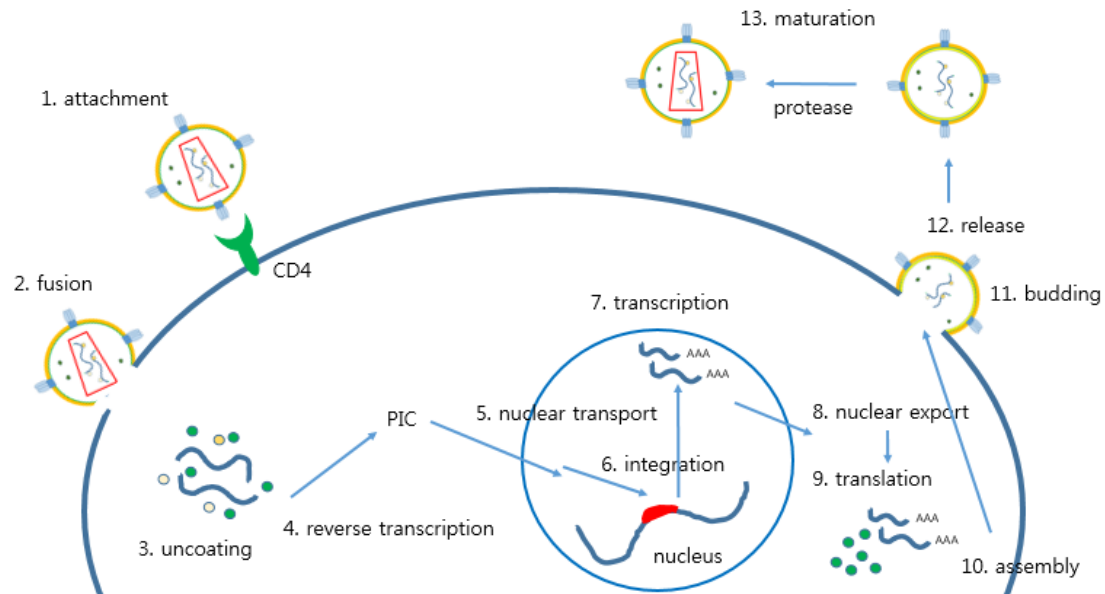 1. attachment
CD4
2. fusion
3. uncoating
4. reverse transcription
PIC
5. nuclear transport
6. integration
nucleus
7. transcription
AAA
AAA
8. nuclear export
9. translation
AAA
AAA
10. assembly
11. budding
12. release
13. maturation
protease